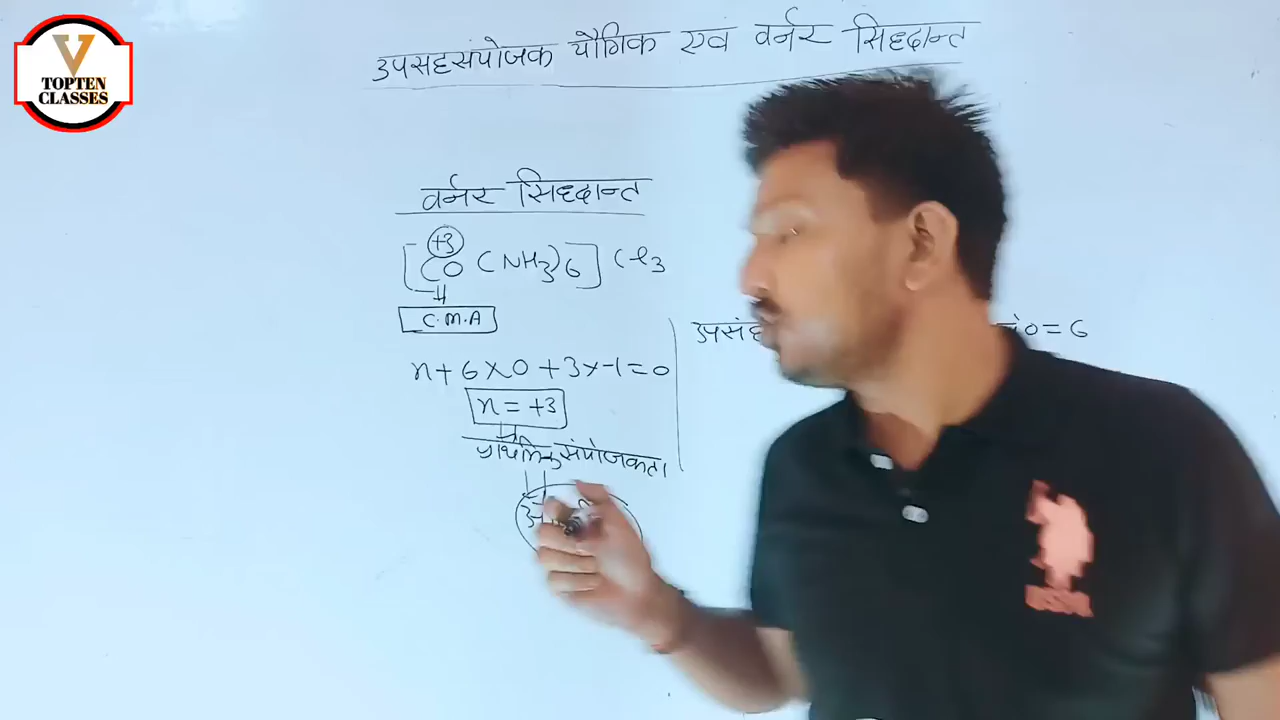 TOPTEN
CLASSES
उपसहसंयोजक यौगिक एवं वर्नर सिध्दान्त
वर्नर सिध्दान्त
+3
[CO (NH3)6] Cl3
C.M.A
x + 6 x 0 + 3 x -1 = 0
x = +3
प्राथमिक संयोजकता
= 6